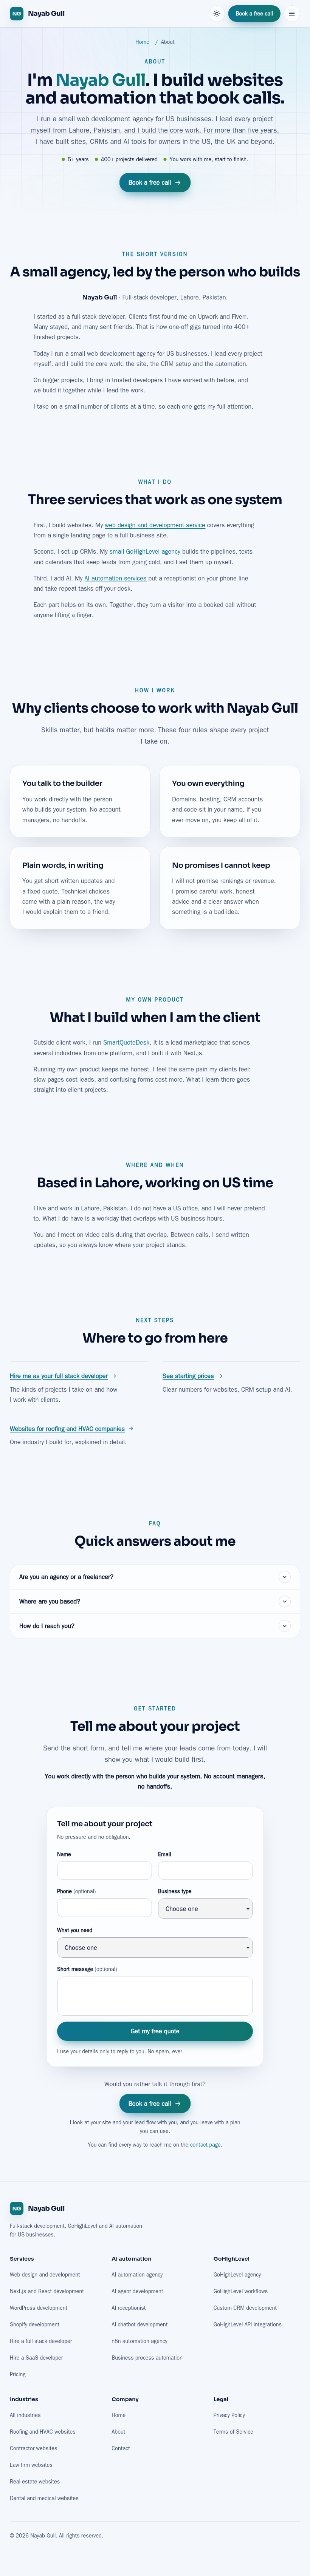 NG Nayab Gull Book a free call
Home / About
ABOUT
I'm Nayab Gull. I build websites
and automation that book calls.
I run a small web development agency for US businesses. I lead every project
myself from Lahore, Pakistan, and I build the core work. For more than five years,
I have built sites, CRMs and AI tools for owners in the US, the UK and beyond.
5+ years 400+ projects delivered You work with me, start to finish.
Book a free call →
THE SHORT VERSION
A small agency, led by the person who builds
Nayab Gull · Full-stack developer, Lahore, Pakistan.
I started as a full-stack developer. Clients first found me on Upwork and Fiverr.
Many stayed, and many sent friends. That is how one-off gigs turned into 400+
finished projects.
Today I run a small web development agency for US businesses. I lead every project
myself, and I build the core work: the site, the CRM setup and the automation.
On bigger projects, I bring in trusted developers I have worked with before, and
we build it together while I lead the work.
I take on a small number of clients at a time, so each one gets my full attention.
WHAT I DO
Three services that work as one system
First, I build websites. My web design and development service covers everything
from a single landing page to a full business site.
Second, I set up CRMs. My small GoHighLevel agency builds the pipelines, texts
and calendars that keep leads from going cold, and I set them up myself.
Third, I add AI. My AI automation services put a receptionist on your phone line
and take repeat tasks off your desk.
Each part helps on its own. Together, they turn a visitor into a booked call without
anyone lifting a finger.
HOW I WORK
Why clients choose to work with Nayab Gull
Skills matter, but habits matter more. These four rules shape every project
I take on.
You talk to the builder
You work directly with the person
who builds your system. No account
managers, no handoffs.
You own everything
Domains, hosting, CRM accounts
and code sit in your name. If you
ever move on, you keep all of it.
Plain words, in writing
You get short written updates and
a fixed quote. Technical choices
come with a plain reason, the way
I would explain them to a friend.
No promises I cannot keep
I will not promise rankings or revenue.
I promise careful work, honest
advice and a clear answer when
something is a bad idea.
MY OWN PRODUCT
What I build when I am the client
Outside client work, I run SmartQuoteDesk. It is a lead marketplace that serves
several industries from one platform, and I built it with Next.js.
Running my own product keeps me honest. I feel the same pain my clients feel:
slow pages cost leads, and confusing forms cost more. What I learn there goes
straight into client projects.
WHERE AND WHEN
Based in Lahore, working on US time
I live and work in Lahore, Pakistan. I do not have a US office, and I will never pretend
to. What I do have is a workday that overlaps with US business hours.
You and I meet on video calls during that overlap. Between calls, I send written
updates, so you always know where your project stands.
NEXT STEPS
Where to go from here
Hire me as your full stack developer →
The kinds of projects I take on and how
I work with clients.
See starting prices →
Clear numbers for websites, CRM setup and AI.
Websites for roofing and HVAC companies →
One industry I build for, explained in detail.
FAQ
Quick answers about me
Are you an agency or a freelancer?
Where are you based?
How do I reach you?
GET STARTED
Tell me about your project
Send the short form, and tell me where your leads come from today. I will
show you what I would build first.
You work directly with the person who builds your system. No account managers,
no handoffs.
Tell me about your project
No pressure and no obligation.
Name Email
Phone (optional) Business type
Choose one
What you need
Choose one
Short message (optional)
Get my free quote
I use your details only to reply to you. No spam, ever.
Would you rather talk it through first?
Book a free call →
I look at your site and your lead flow with you, and you leave with a plan
you can use.
You can find every way to reach me on the contact page.
NG Nayab Gull
Full-stack development, GoHighLevel and AI automation
for US businesses.
Services
Web design and development
Next.js and React development
WordPress development
Shopify development
Hire a full stack developer
Hire a SaaS developer
Pricing
AI automation
AI automation agency
AI agent development
AI receptionist
AI chatbot development
n8n automation agency
Business process automation
GoHighLevel
GoHighLevel agency
GoHighLevel workflows
Custom CRM development
GoHighLevel API integrations
Industries
All industries
Roofing and HVAC websites
Contractor websites
Law firm websites
Real estate websites
Dental and medical websites
Company
Home
About
Contact
Legal
Privacy Policy
Terms of Service
© 2026 Nayab Gull. All rights reserved.